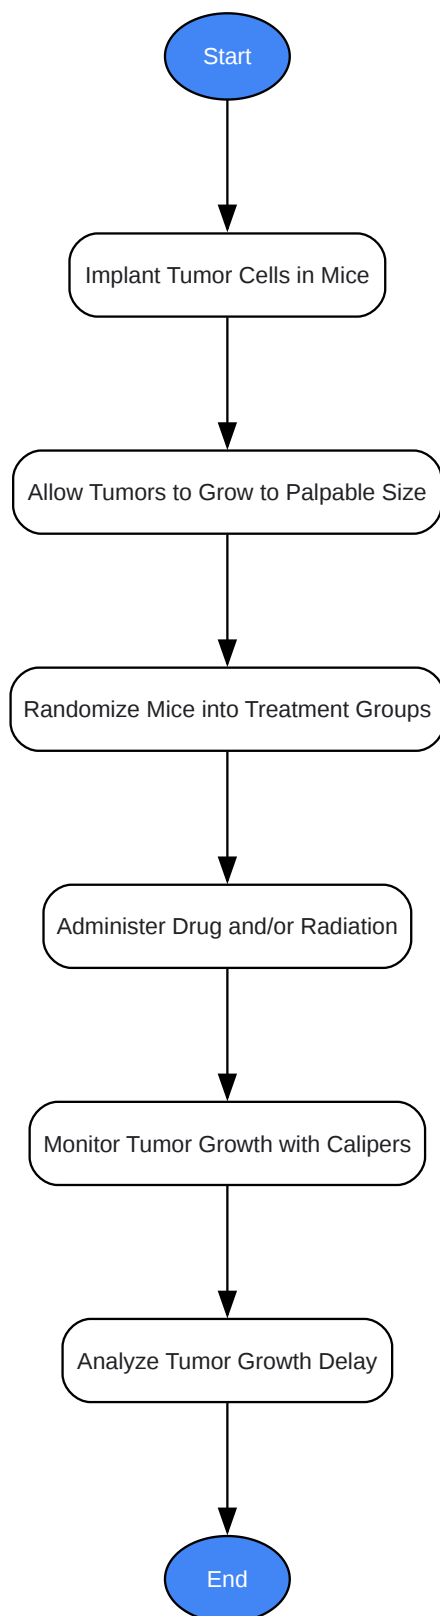 Start
Implant Tumor Cells in Mice
Allow Tumors to Grow to Palpable Size
Randomize Mice into Treatment Groups
Administer Drug and/or Radiation
Monitor Tumor Growth with Calipers
Analyze Tumor Growth Delay
End